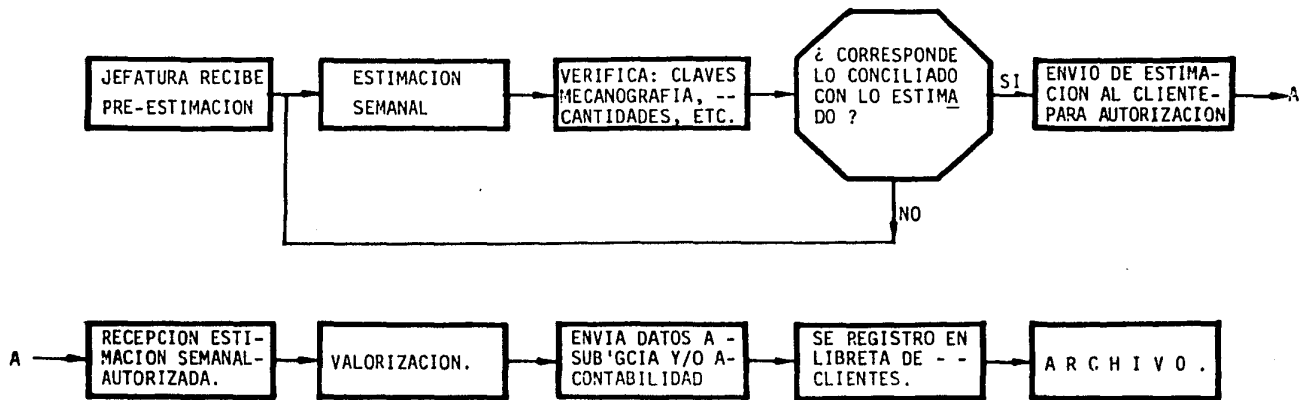 JEFATURA RECIBE
PRE-ESTIMACION
ESTIMACION
SEMANAL
VERIFICA: CLAVES
MECANOGRAFIA, --
CANTIDADES, ETC.
¿ CORRESPONDE
LO CONCILIADO
CON LO ESTIMA
DO ?
SI
NO
ENVIO DE ESTIMA-
CION AL CLIENTE-
PARA AUTORIZACION
A
A
RECEPCION ESTI-
MACION SEMANAL-
AUTORIZADA.
VALORIZACION.
ENVIA DATOS A -
SUB'GCIA Y/O A-
CONTABILIDAD
SE REGISTRO EN
LIBRETA DE - -
CLIENTES.
A R C H I V O .